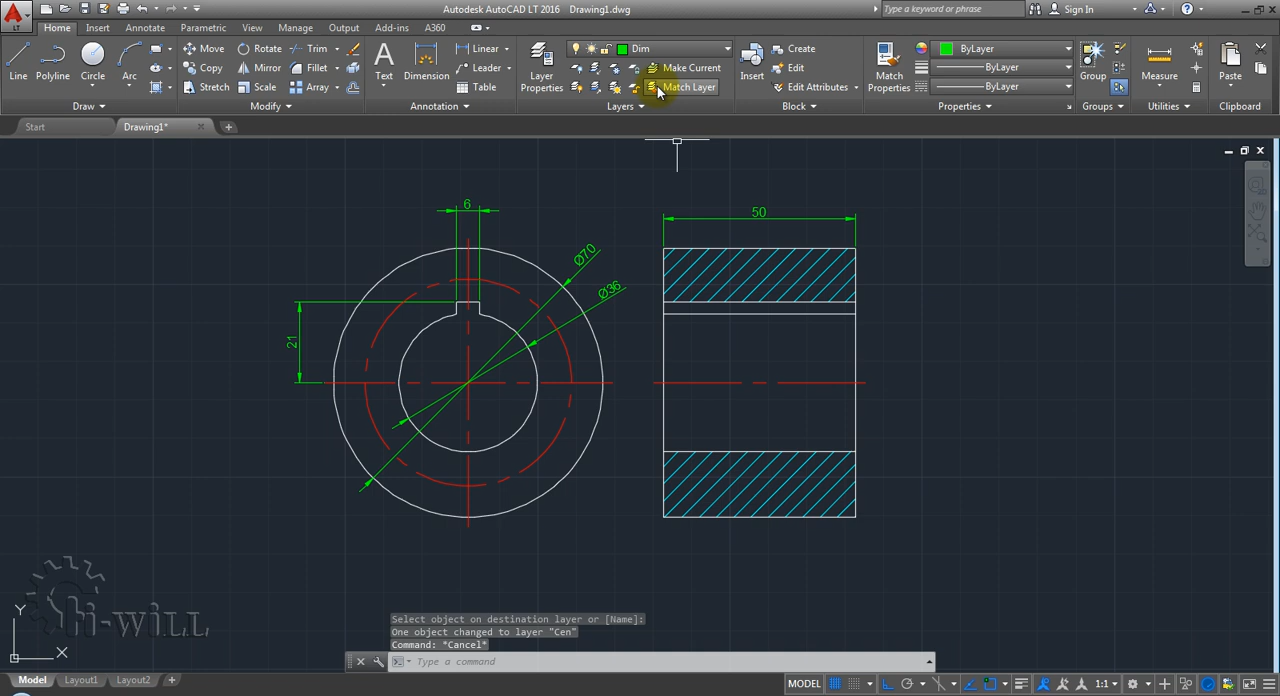 Autodesk AutoCAD LT 2016 Drawing1.dwg
Type a keyword or phrase
Sign In
LT
Home Insert Annotate Parametric View Manage Output Add-ins A360
Line
Polyline
Circle
Arc
Move Rotate Trim
Copy Mirror Fillet
Stretch Scale Array
Text
Dimension
Linear
Leader
Table
Layer
Properties
Dim
Make Current
Match Layer
Insert
Create
Edit
Edit Attributes
Match
Properties
ByLayer
ByLayer
ByLayer
Group
Measure
Paste
Draw Modify Annotation Layers Block Properties Groups Utilities Clipboard
Start Drawing1*
6
50
Ø70
Ø36
21
hi-WiLL
Y
X
Select object on destination layer or [Name]:
One object changed to layer "Cen"
Command: *Cancel*
Type a command
Model Layout1 Layout2
MODEL 1:1